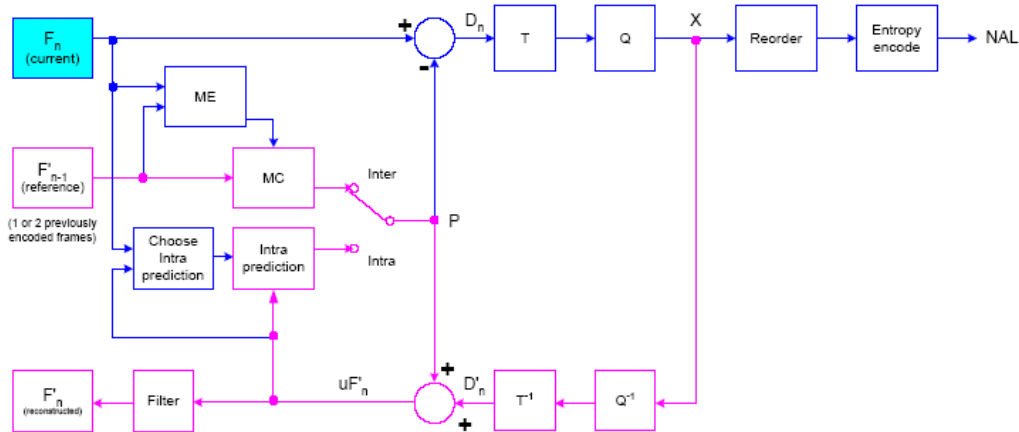 Fn
(current)
+
-
Dn
T
Q
X
Reorder
Entropy
encode
NAL
ME
F'n-1
(reference)
(1 or 2 previously
encoded frames)
MC
Inter
P
Choose
Intra
prediction
Intra
prediction
Intra
F'n
(reconstructed)
Filter
uF'n
+
+
D'n
T-1
Q-1